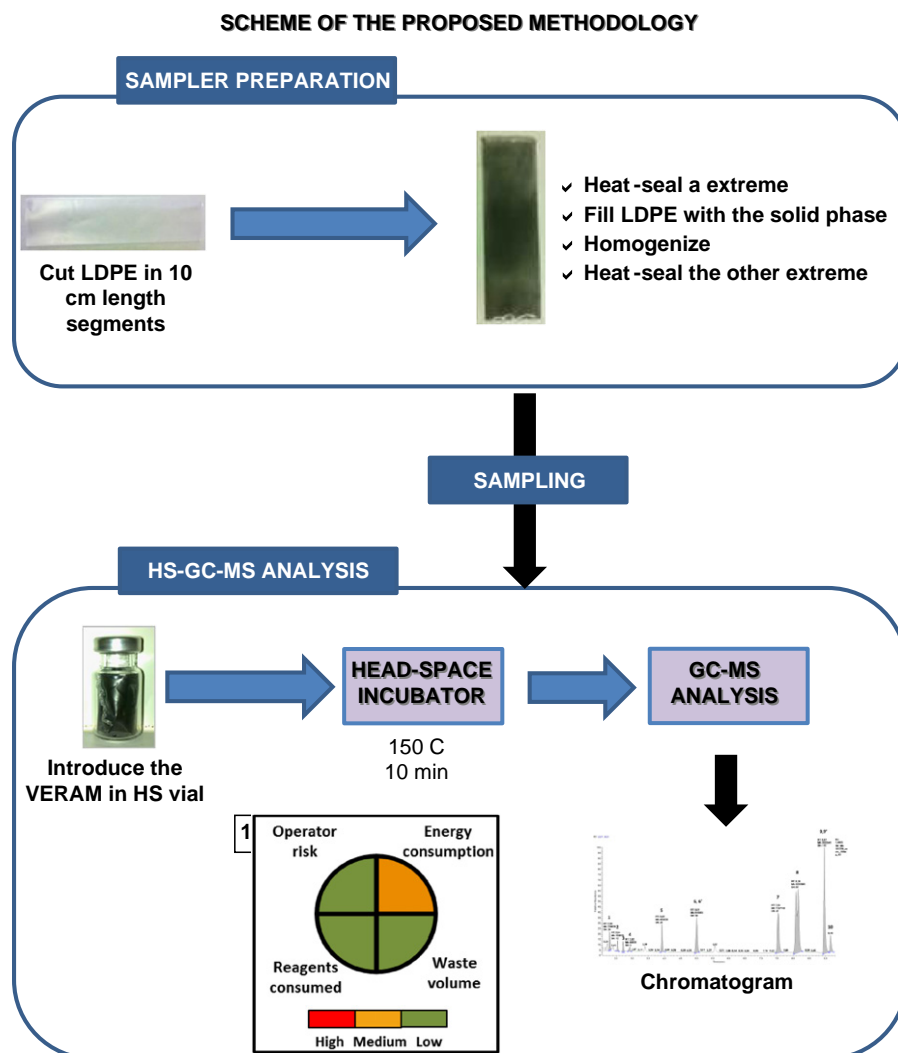 SCHEME OF THE PROPOSED METHODOLOGY
SAMPLER PREPARATION
Cut LDPE in 10
cm length
segments
✓ Heat-seal a extreme
✓ Fill LDPE with the solid phase
✓ Homogenize
✓ Heat-seal the other extreme
SAMPLING
HS-GC-MS ANALYSIS
Introduce the
VERAM in HS vial
HEAD-SPACE
INCUBATOR
150 C
10 min
GC-MS
ANALYSIS
1
Operator
risk
Energy
consumption
Reagents
consumed
Waste
volume
High Medium Low
Chromatogram